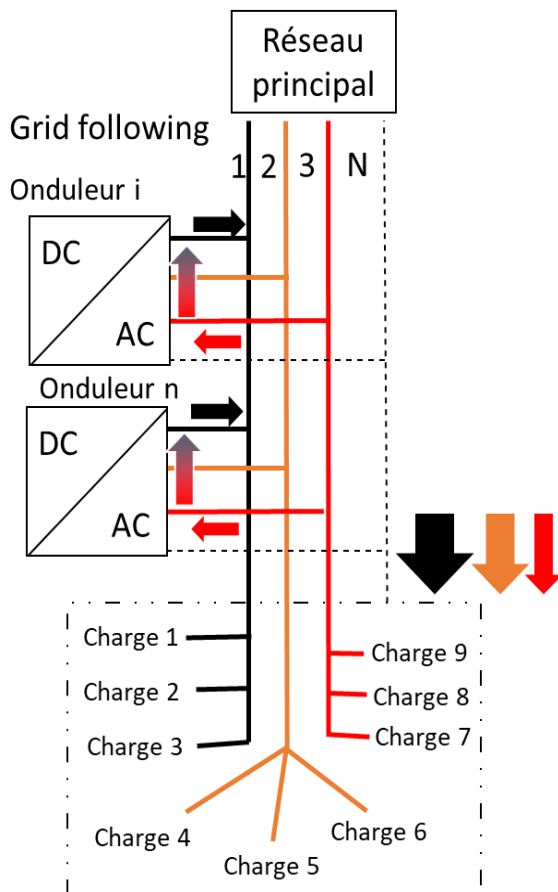 Réseau
principal
Grid following
1 2 3 N
Onduleur i
DC
AC
Onduleur n
DC
AC
Charge 1
Charge 9
Charge 2
Charge 8
Charge 3
Charge 7
Charge 4
Charge 6
Charge 5